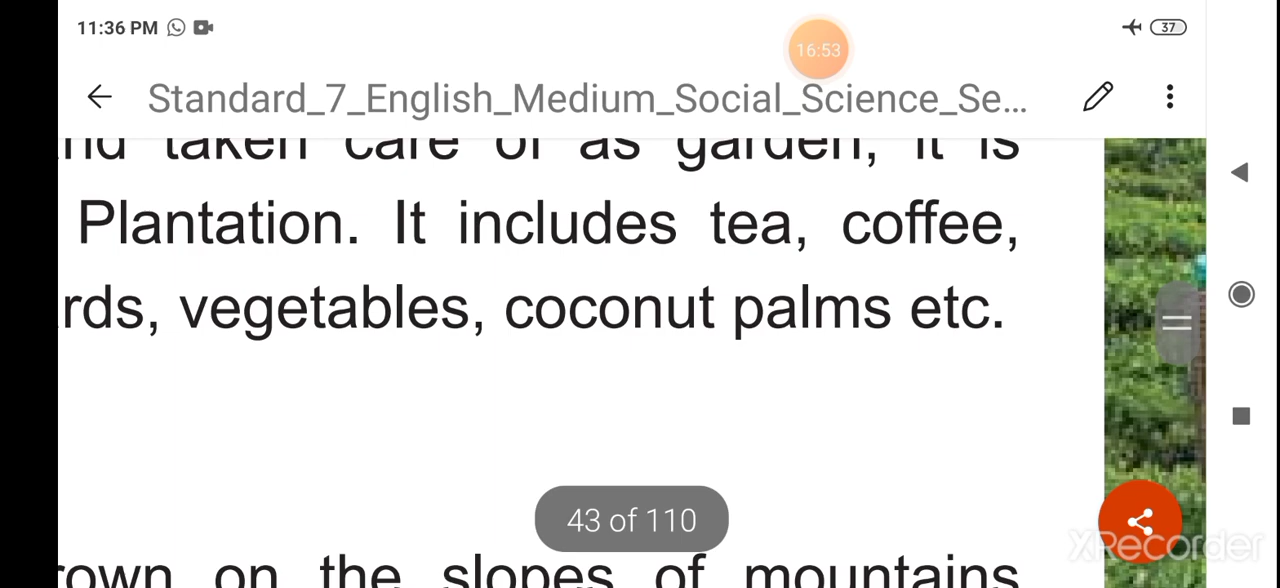 11:36 PM
37
16:53
Standard_7_English_Medium_Social_Science_Se...
taken care of as garden, it is
Plantation. It includes tea, coffee,
rds, vegetables, coconut palms etc.
43 of 110
on the slopes of mountains
XRecorder